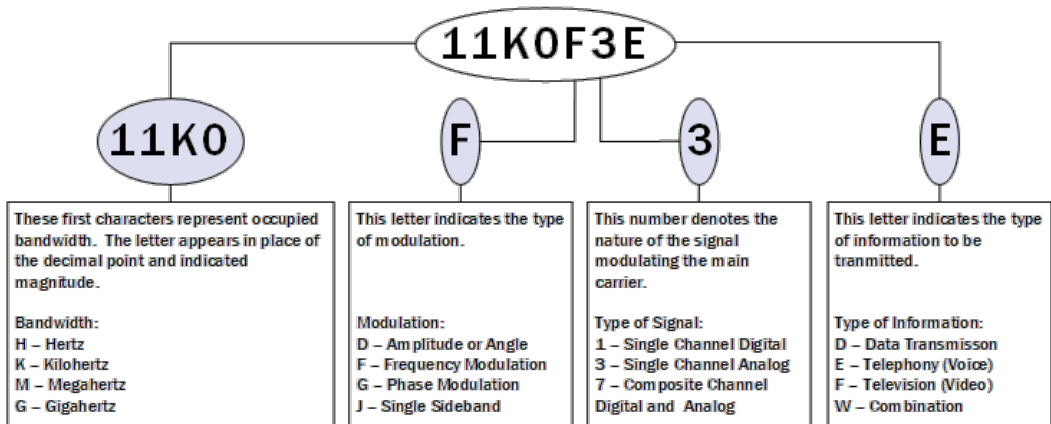 11K0F3E
11K0
F
3
E
These first characters represent occupied
bandwidth. The letter appears in place of
the decimal point and indicated
magnitude.
Bandwidth:
H – Hertz
K – Kilohertz
M – Megahertz
G – Gigahertz
This letter indicates the type
of modulation.
Modulation:
D – Amplitude or Angle
F – Frequency Modulation
G – Phase Modulation
J – Single Sideband
This number denotes the
nature of the signal
modulating the main
carrier.
Type of Signal:
1 – Single Channel Digital
3 – Single Channel Analog
7 – Composite Channel
Digital and Analog
This letter indicates the type
of information to be
tranmitted.
Type of Information:
D – Data Transmisson
E – Telephony (Voice)
F – Television (Video)
W – Combination